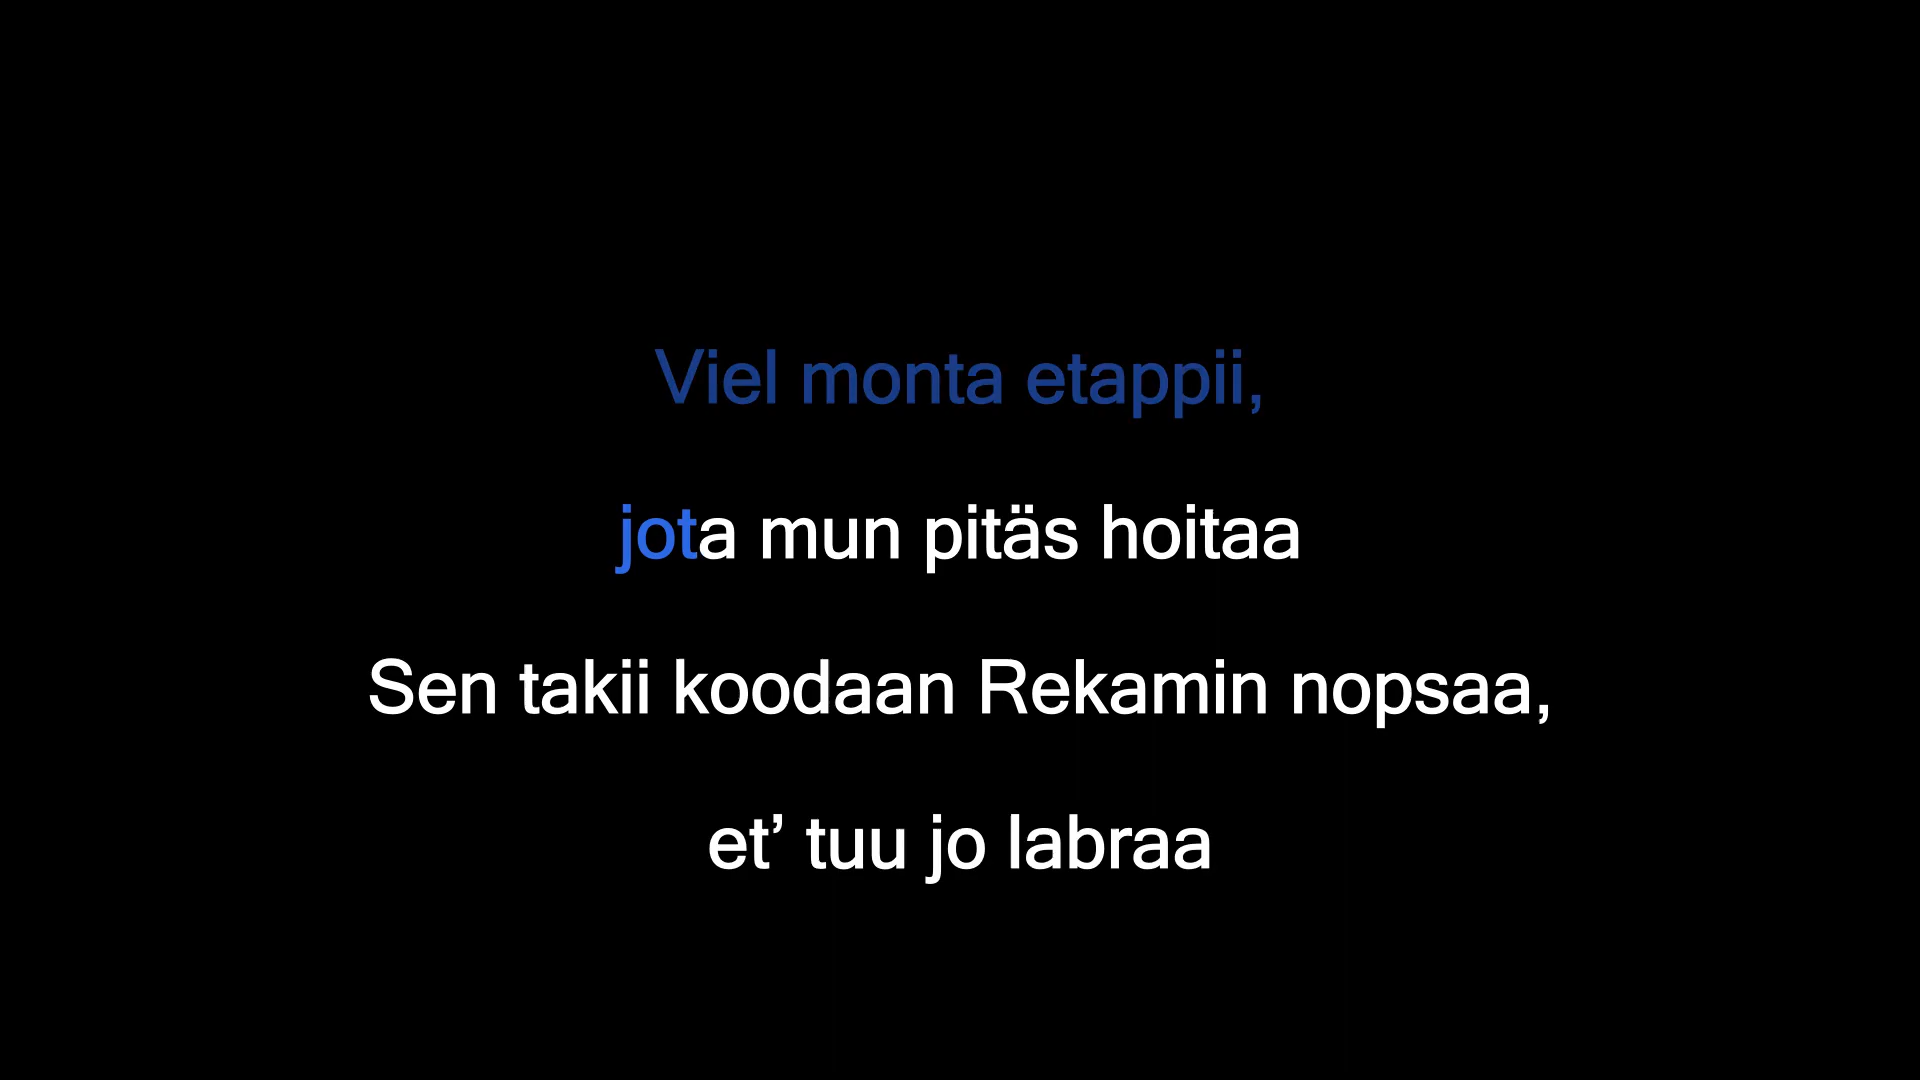 Viel monta etappii,
jota mun pitäs hoitaa
Sen takii koodaan Rekamin nopsaa,
et’ tuu jo labraa